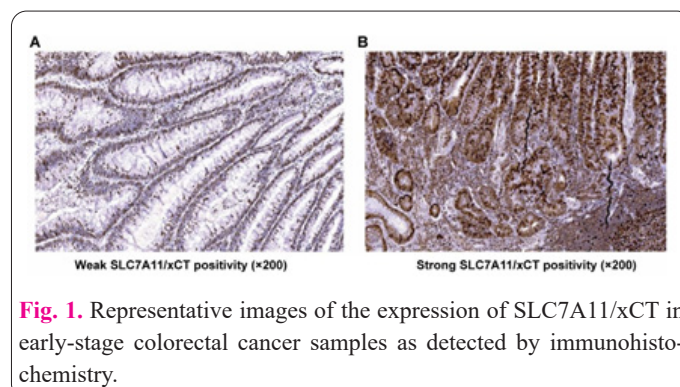 A
B
Weak SLC7A11/xCT positivity (×200)
Strong SLC7A11/xCT positivity (×200)
Fig. 1. Representative images of the expression of SLC7A11/xCT in
early-stage colorectal cancer samples as detected by immunohisto-
chemistry.